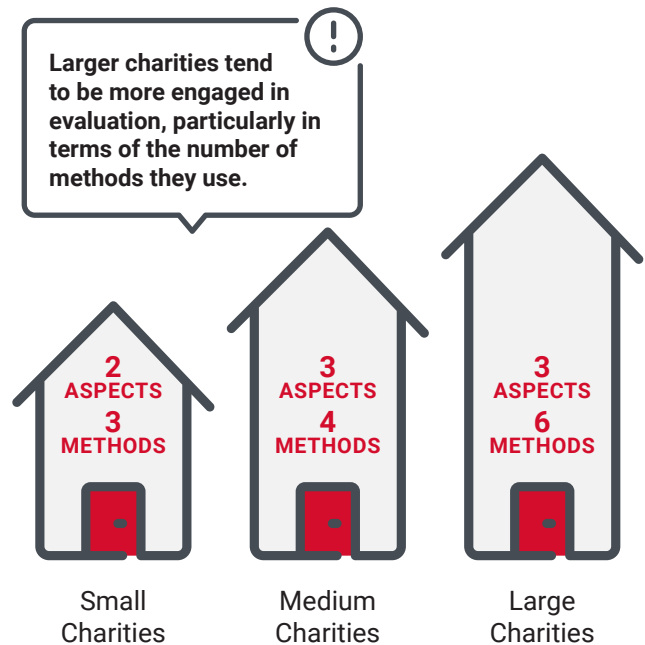 Larger charities tend
to be more engaged in
evaluation, particularly in
terms of the number of
methods they use.
2
ASPECTS
3
METHODS
3
ASPECTS
4
METHODS
3
ASPECTS
6
METHODS
Small
Charities
Medium
Charities
Large
Charities